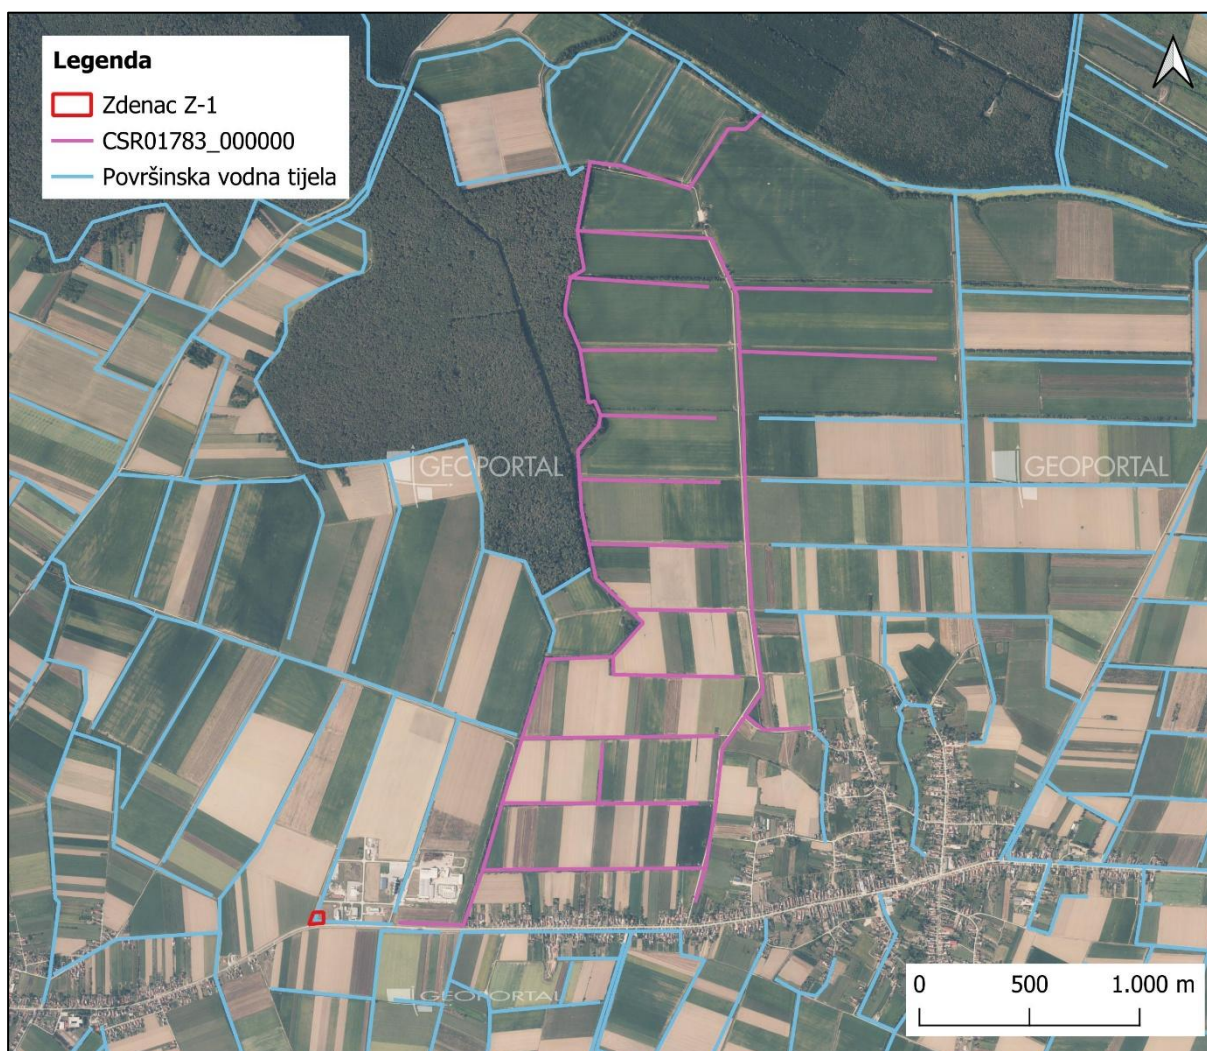 Legenda
Zdenac Z-1
CSR01783_000000
Površinska vodna tijela
GEOPORTAL
GEOPORTAL
GEOPORTAL
0 500 1.000 m